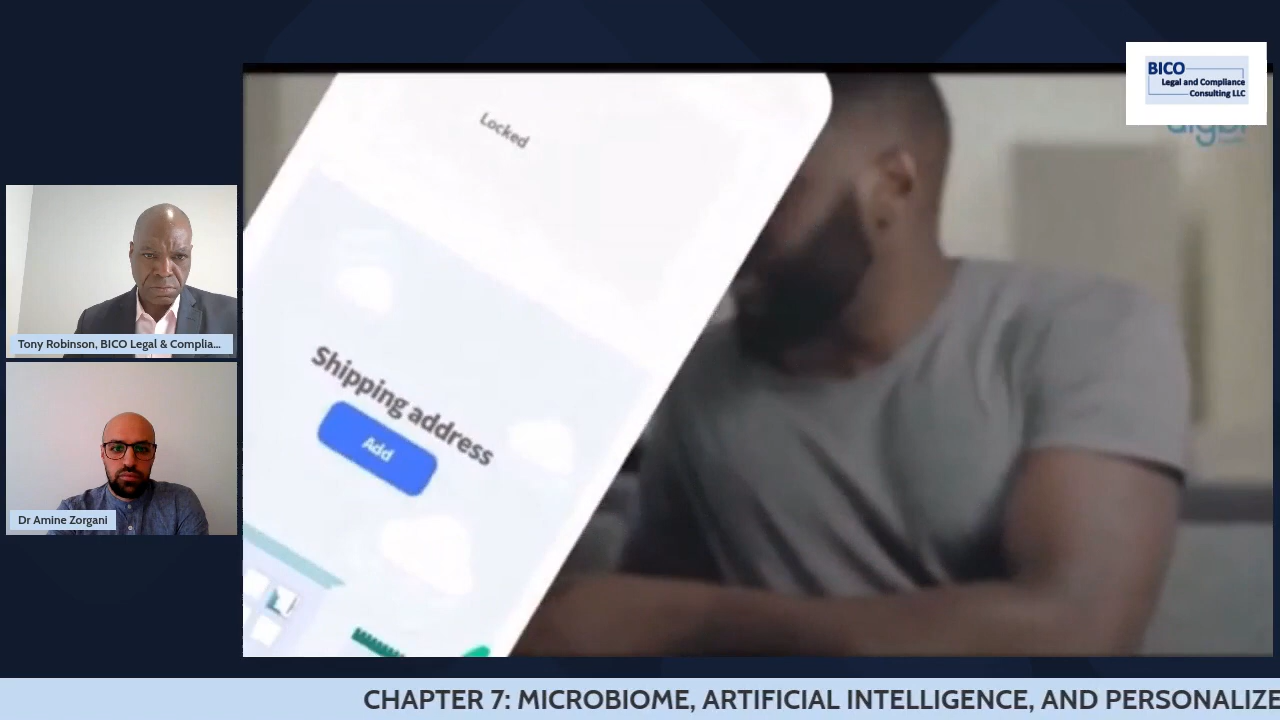 BICO
Legal and Compliance
Consulting LLC
Locked
Shipping address
Add
Tony Robinson, BICO Legal & Complia...
Dr Amine Zorgani
CHAPTER 7: MICROBIOME, ARTIFICIAL INTELLIGENCE, AND PERSONALIZE